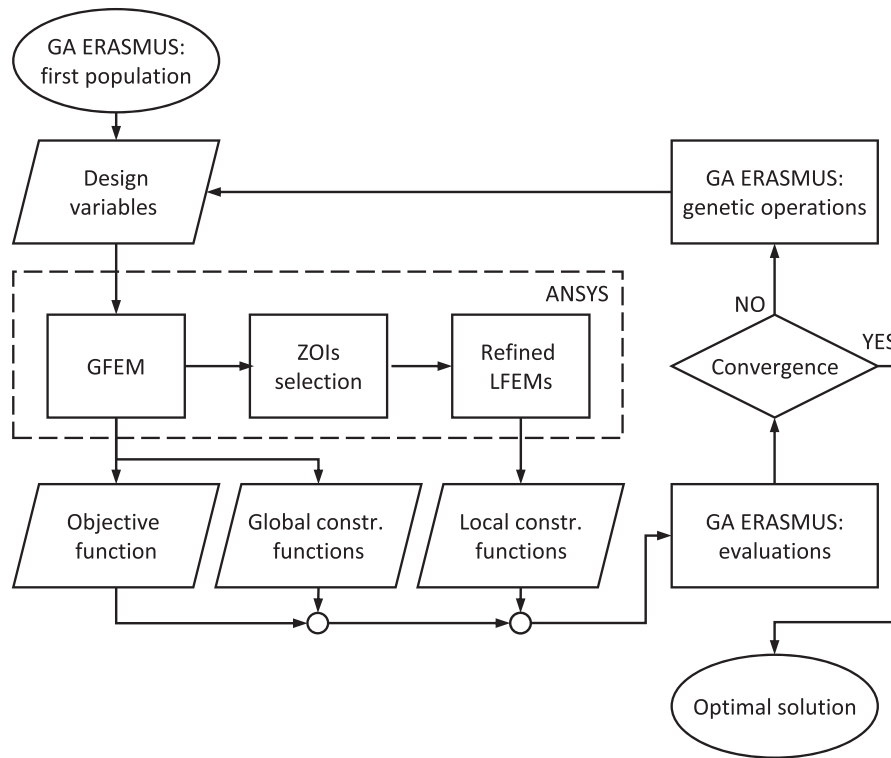 GA ERASMUS:
first population
Design
variables
GA ERASMUS:
genetic operations
ANSYS
GFEM
ZOIs
selection
Refined
LFEMs
NO
YES
Convergence
Objective
function
Global constr.
functions
Local constr.
functions
GA ERASMUS:
evaluations
Optimal solution